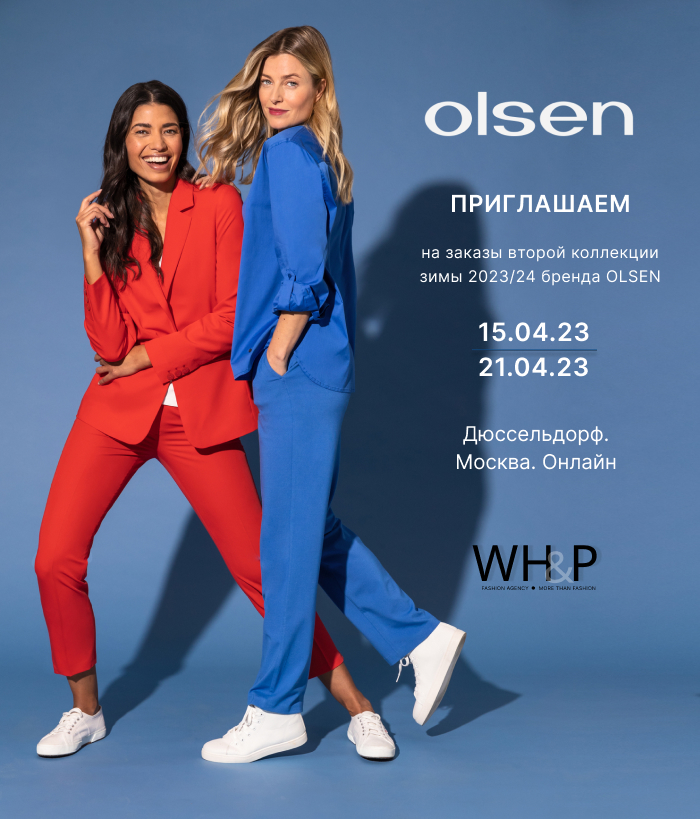 olsen
ПРИГЛАШАЕМ
на заказы второй коллекции
зимы 2023/24 бренда OLSEN
15.04.23
21.04.23
Дюссельдорф.
Москва. Онлайн
WH&P
FASHION AGENCY ● MORE THAN FASHION